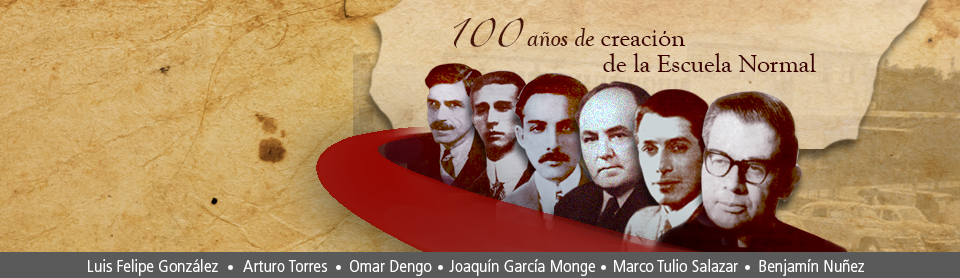 100 años de creación
de la Escuela Normal
Luis Felipe González • Arturo Torres • Omar Dengo • Joaquín García Monge • Marco Tulio Salazar • Benjamín Nuñez